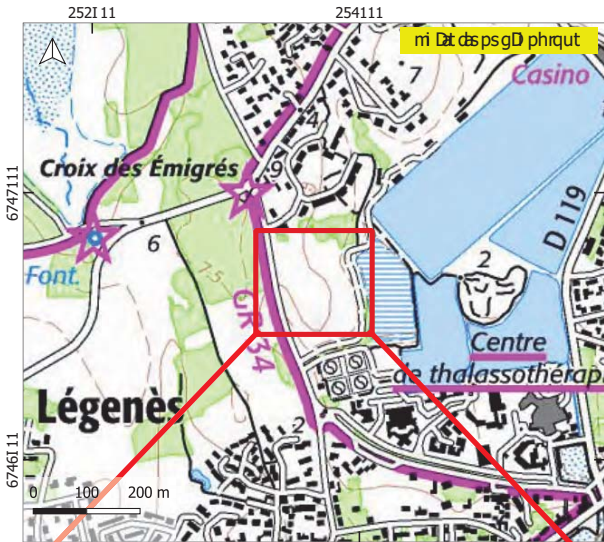 252I 11
254111
Casino
7
4
Croix des Émigrés
9
6747111
D 119
6
2
Font.
7.5
GR 34
Centre
de thalassothérap
Légenès
2
6746I 11
0 100 200 m